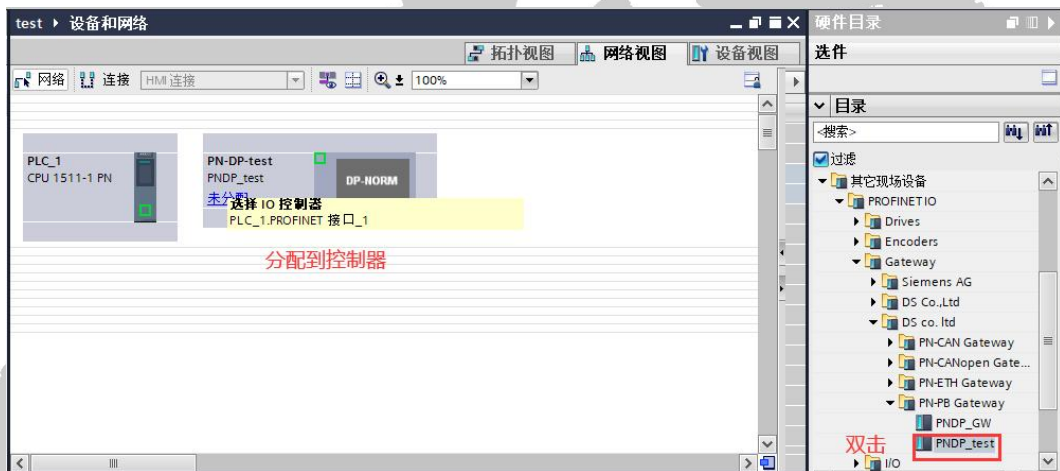 test ▸ 设备和网络
拓扑视图
网络视图
设备视图
网络
连接
HMI 连接
100%
PLC_1
CPU 1511-1 PN
PN-DP-test
PNDP_test
DP-NORM
选择 IO 控制器
PLC_1.PROFINET 接口_1
分配到控制器
硬件目录
选件
目录
<搜索>
过滤
其它现场设备
PROFINET IO
Drives
Encoders
Gateway
Siemens AG
DS Co.,Ltd
DS co. ltd
PN-CAN Gateway
PN-CANopen Gate...
PN-ETH Gateway
PN-PB Gateway
PNDP_GW
双击
PNDP_test
I/O